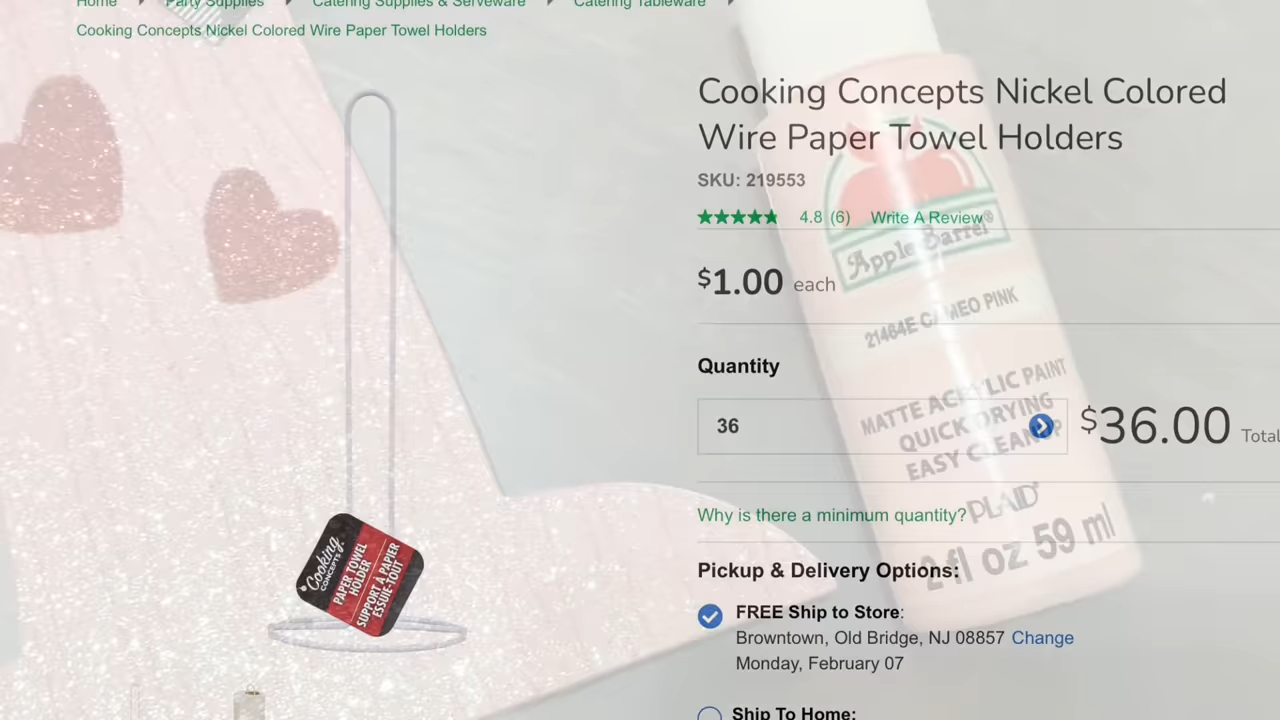 Home Party Supplies Catering Supplies & Serveware Catering Tableware
Cooking Concepts Nickel Colored Wire Paper Towel Holders
Cooking Concepts Nickel Colored
Wire Paper Towel Holders
SKU: 219553
4.8 (6) Write A Review
$1.00 each
Quantity
36
$36.00 Total
Why is there a minimum quantity?
Pickup & Delivery Options:
FREE Ship to Store:
Browntown, Old Bridge, NJ 08857 Change
Monday, February 07
Ship To Home:
Cooking
CONCEPTS
PAPER TOWEL
HOLDER
SUPPORT À PAPIER
ESSUIE-TOUT
Apple Barrel®
21484E CAMEO PINK
MATTE ACRYLIC PAINT
QUICK DRYING
EASY CLEANUP
PLAID®
2 fl oz 59 ml